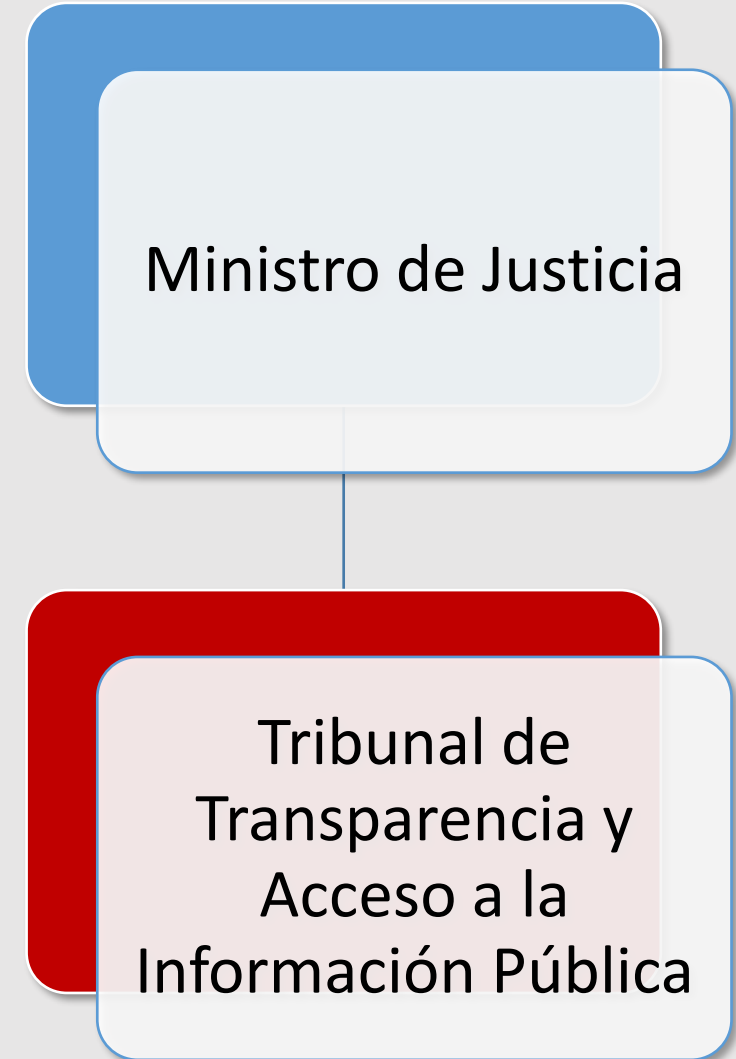 Ministro de Justicia
Tribunal de
Transparencia y
Acceso a la
Información Pública